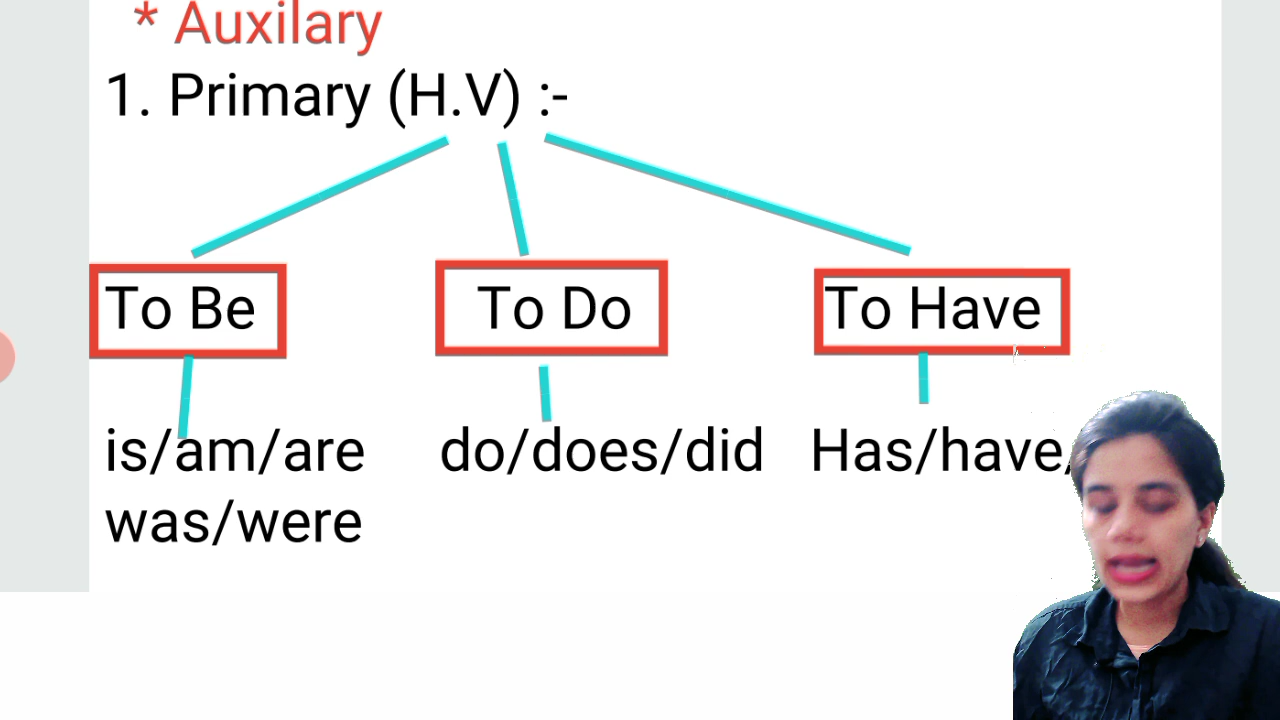 * Auxilary
1. Primary (H.V) :-
To Be To Do To Have
is/am/are do/does/did Has/have/
was/were